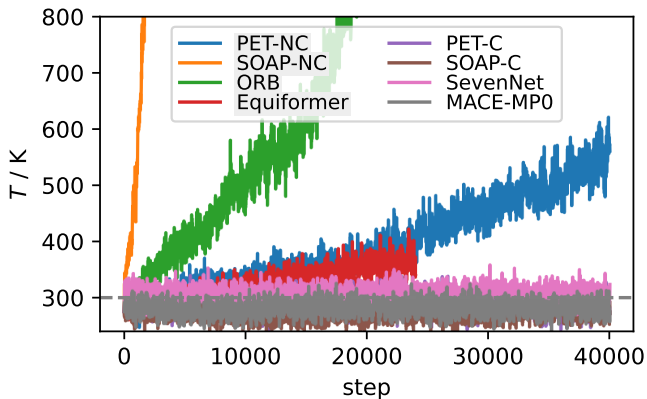 800
700
600
500
400
300
T / K
PET-NC
SOAP-NC
ORB
Equiformer
PET-C
SOAP-C
SevenNet
MACE-MP0
0
10000
20000
30000
40000
step